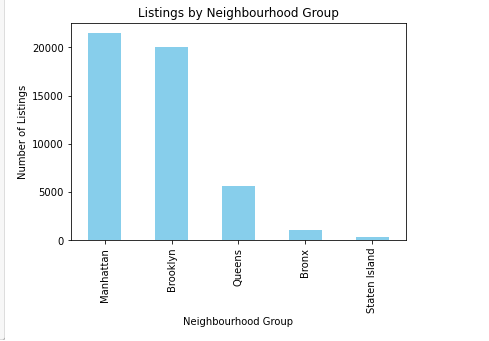 Listings by Neighbourhood Group
Number of Listings
20000
15000
10000
5000
0
Manhattan
Brooklyn
Queens
Bronx
Staten Island
Neighbourhood Group